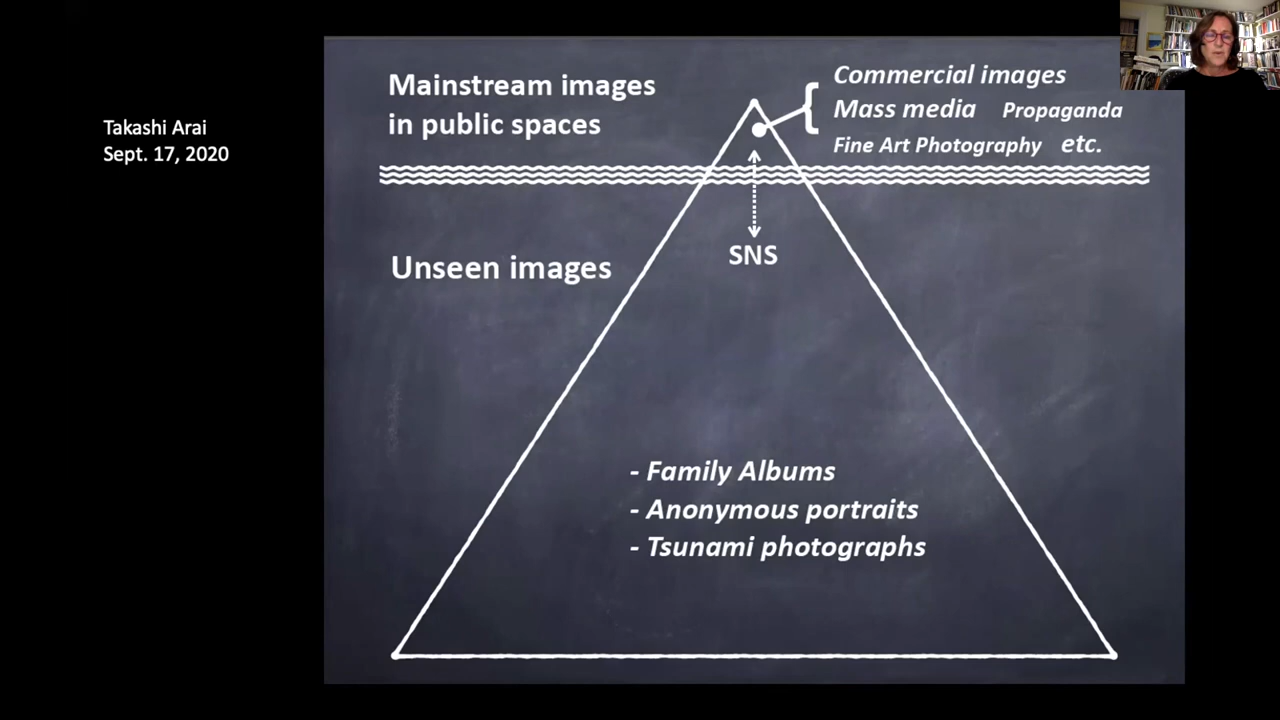 Takashi Arai
Sept. 17, 2020
Mainstream images
in public spaces
Commercial images
Mass media Propaganda
Fine Art Photography etc.
SNS
Unseen images
- Family Albums
- Anonymous portraits
- Tsunami photographs